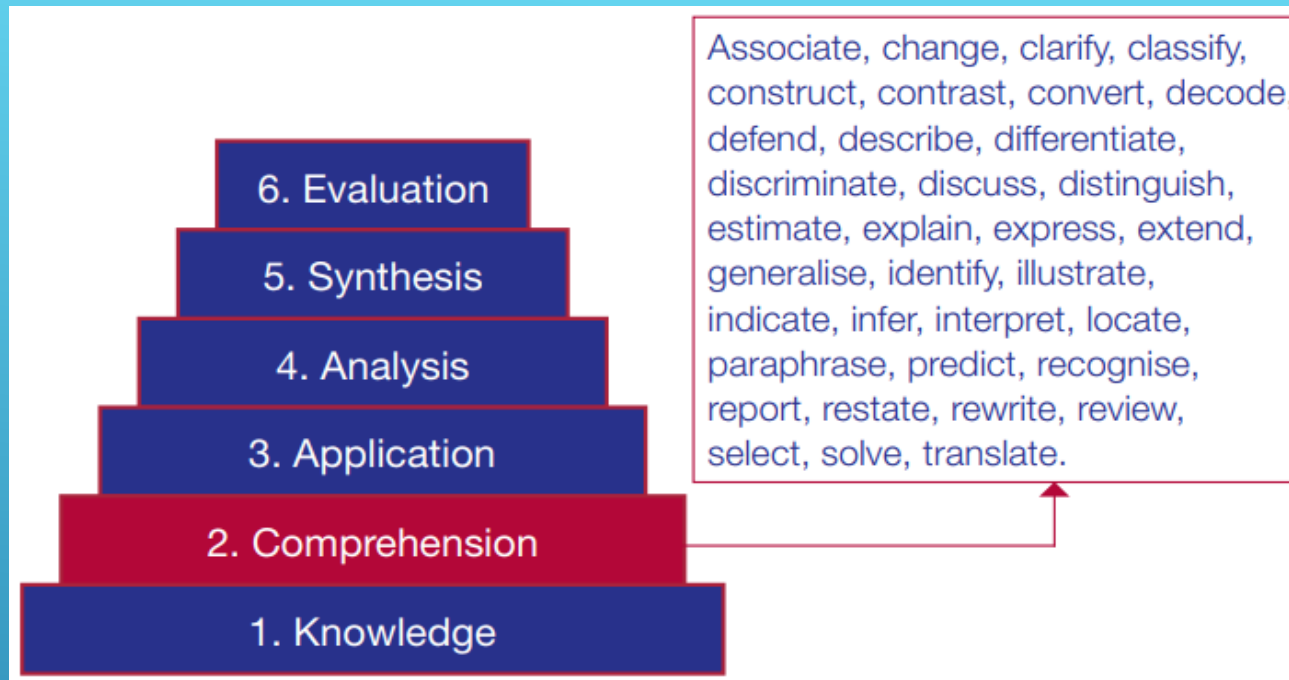 Associate, change, clarify, classify,
construct, contrast, convert, decode,
defend, describe, differentiate,
discriminate, discuss, distinguish,
estimate, explain, express, extend,
generalise, identify, illustrate,
indicate, infer, interpret, locate,
paraphrase, predict, recognise,
report, restate, rewrite, review,
select, solve, translate.
6. Evaluation
5. Synthesis
4. Analysis
3. Application
2. Comprehension
1. Knowledge